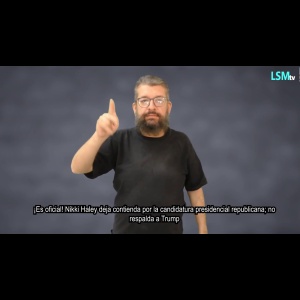 LSMtv
¡Es oficial! Nikki Haley deja contienda por la candidatura presidencial republicana; no
respalda a Trump